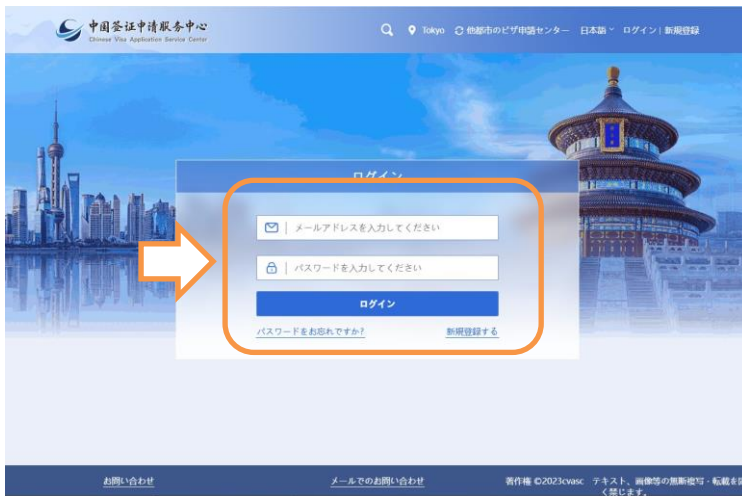 中国签证申请服务中心
Chinese Visa Application Service Center
Tokyo 他都市のビザ申請センター 日本語 ログイン | 新規登録
ログイン
メールアドレスを入力してください
パスワードを入力してください
ログイン
パスワードをお忘れですか? 新規登録する
お問い合わせ メールでのお問い合わせ 著作権 ©2023cvasc テキスト、画像等の無断複写・転載を固
く禁じます。